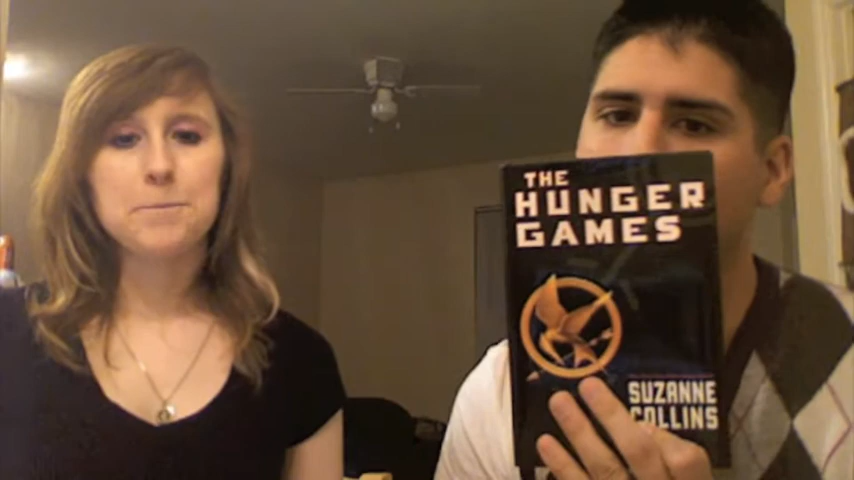 THE
HUNGER
GAMES
SUZANNE
COLLINS